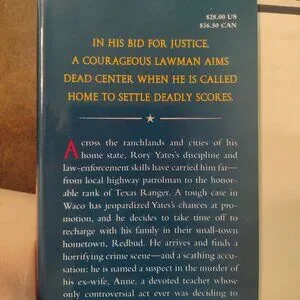 $28.00 US
$36.50 CAN
IN HIS BID FOR JUSTICE,
A COURAGEOUS LAWMAN AIMS
DEAD CENTER WHEN HE IS CALLED
HOME TO SETTLE DEADLY SCORES.
Across the ranchlands and cities of his
home state, Rory Yates's discipline and
law-enforcement skills have carried him far—
from local highway patrolman to the honor-
able rank of Texas Ranger. A tough case in
Waco has jeopardized Yates's chances at pro-
motion, and he decides to take time off to
recharge with his family in their small-town
hometown, Redbud. He arrives and finds a
horrifying crime scene—and a scathing accu-
sation: he is named a suspect in the murder of
his ex-wife, Anne, a devoted teacher whose
only controversial act ever was deciding to